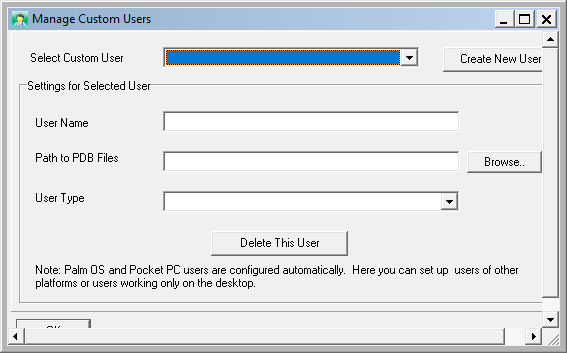 Manage Custom Users
Select Custom User
Create New User
Settings for Selected User
User Name
Path to PDB Files
Browse..
User Type
Delete This User
Note: Palm OS and Pocket PC users are configured automatically. Here you can set up users of other
platforms or users working only on the desktop.